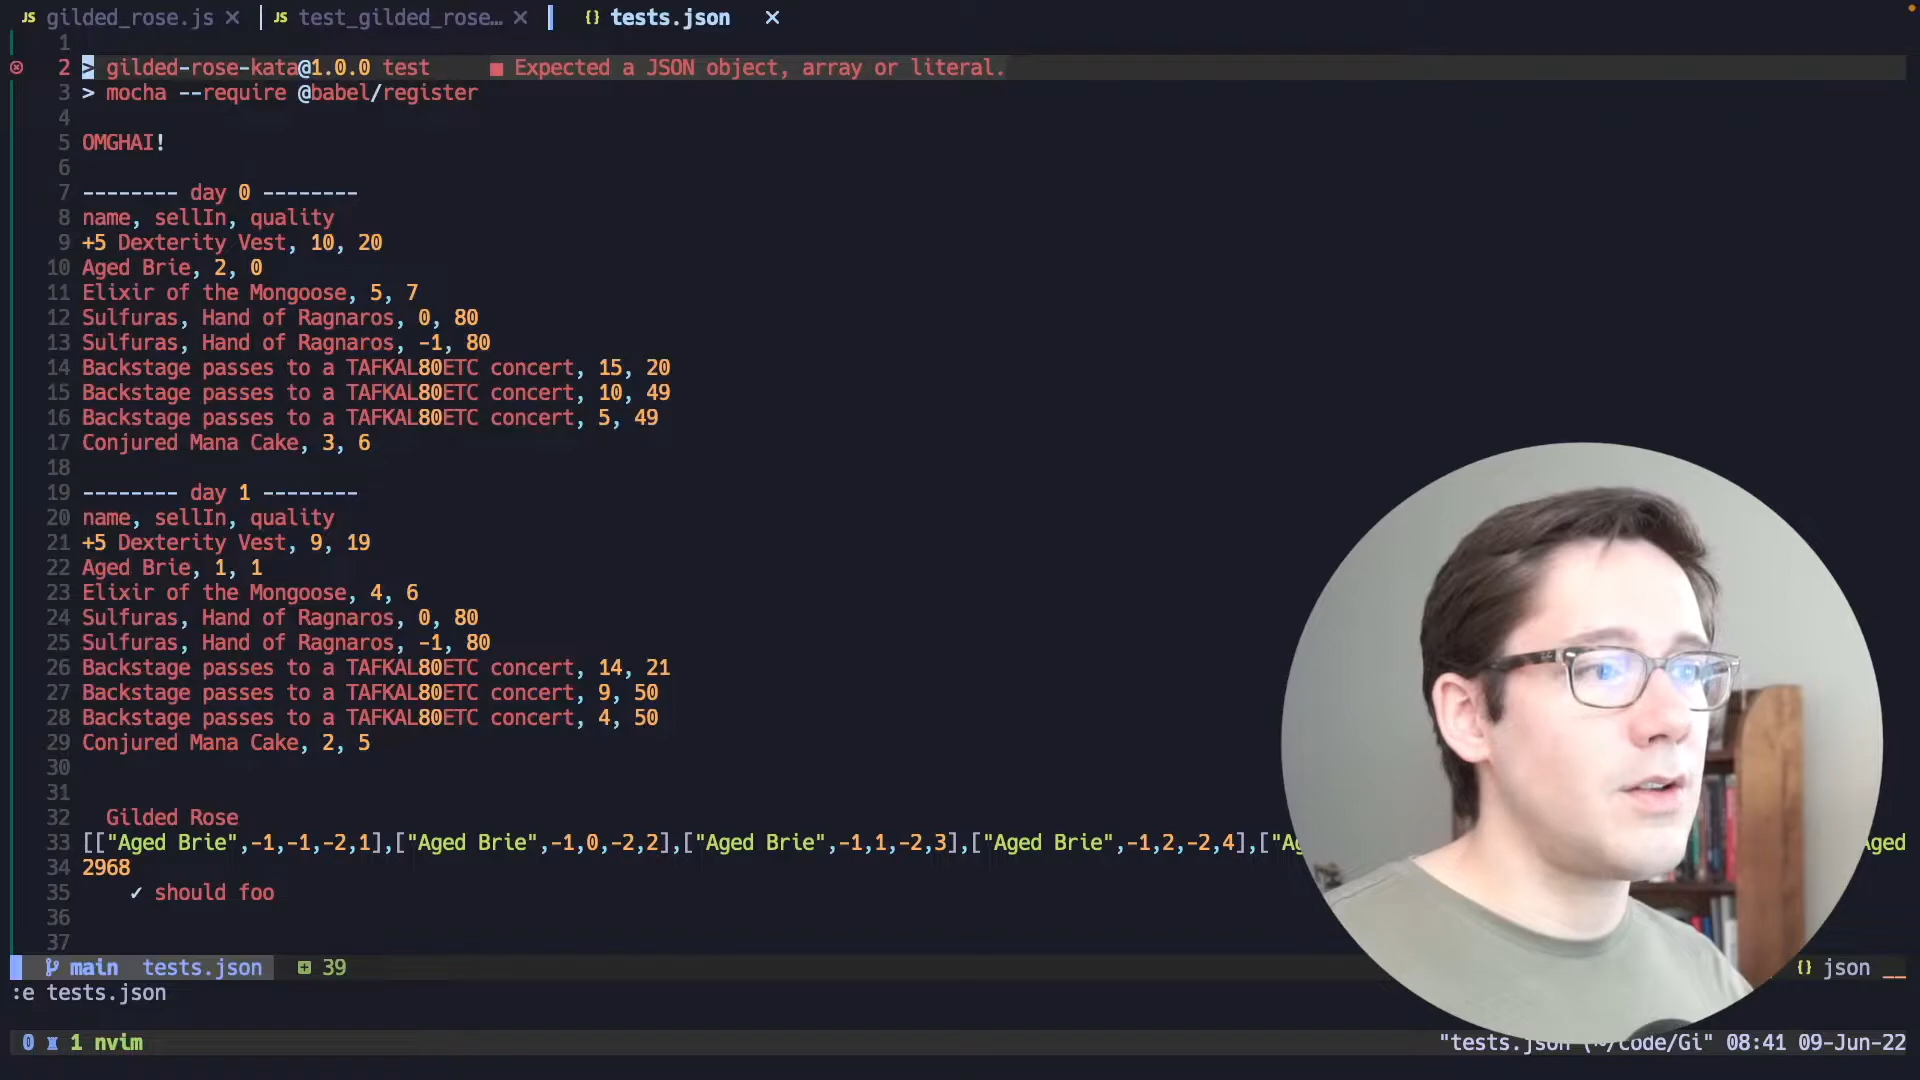 JS gilded_rose.js ✕ JS test_gilded_rose… ✕ {} tests.json ✕
1
2 > gilded-rose-kata@1.0.0 test ■ Expected a JSON object, array or literal.
3 > mocha --require @babel/register
4
5 OMGHAI!
6
7 -------- day 0 --------
8 name, sellIn, quality
9 +5 Dexterity Vest, 10, 20
10 Aged Brie, 2, 0
11 Elixir of the Mongoose, 5, 7
12 Sulfuras, Hand of Ragnaros, 0, 80
13 Sulfuras, Hand of Ragnaros, -1, 80
14 Backstage passes to a TAFKAL80ETC concert, 15, 20
15 Backstage passes to a TAFKAL80ETC concert, 10, 49
16 Backstage passes to a TAFKAL80ETC concert, 5, 49
17 Conjured Mana Cake, 3, 6
18
19 -------- day 1 --------
20 name, sellIn, quality
21 +5 Dexterity Vest, 9, 19
22 Aged Brie, 1, 1
23 Elixir of the Mongoose, 4, 6
24 Sulfuras, Hand of Ragnaros, 0, 80
25 Sulfuras, Hand of Ragnaros, -1, 80
26 Backstage passes to a TAFKAL80ETC concert, 14, 21
27 Backstage passes to a TAFKAL80ETC concert, 9, 50
28 Backstage passes to a TAFKAL80ETC concert, 4, 50
29 Conjured Mana Cake, 2, 5
30
31
32 Gilded Rose
33 [["Aged Brie",-1,-1,-2,1],["Aged Brie",-1,0,-2,2],["Aged Brie",-1,1,-2,3],["Aged Brie",-1,2,-2,4],["A Aged
34 2968
35 ✓ should foo
36
37
main tests.json 39 {} json __
:e tests.json
0 1 nvim "tests.json (~/code/Gi" 08:41 09-Jun-22